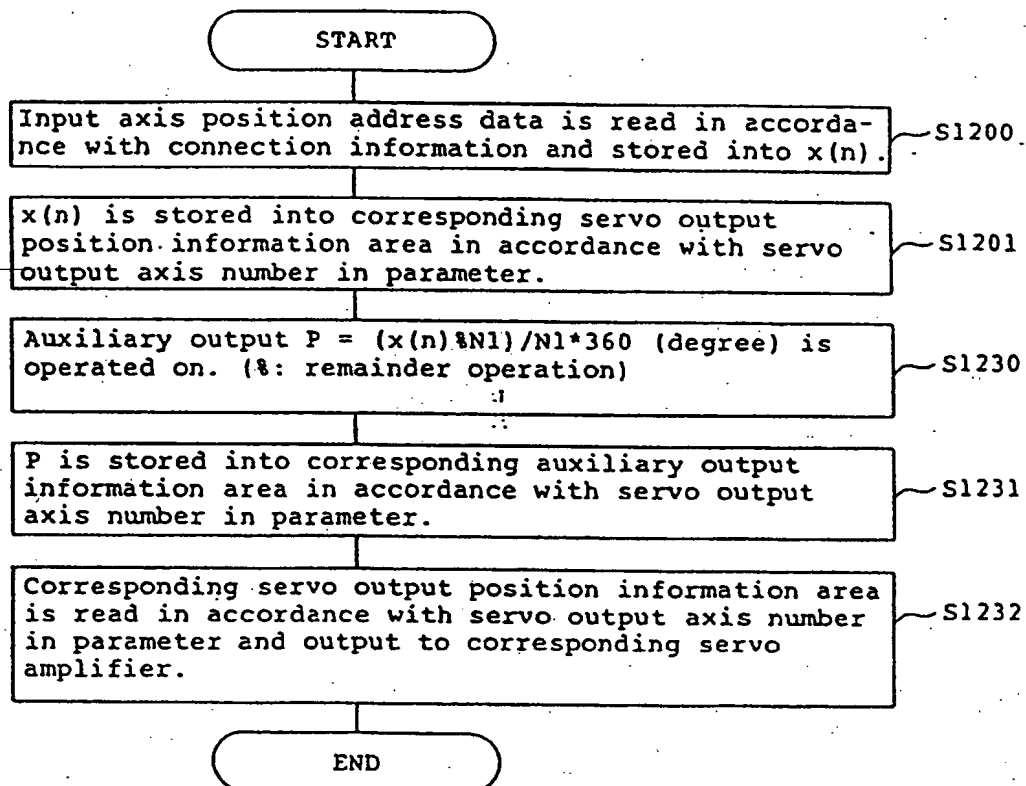 START
Input axis position address data is read in accorda-
nce with connection information and stored into x(n).
S1200
x(n) is stored into corresponding servo output
position information area in accordance with servo
output axis number in parameter.
S1201
Auxiliary output P = (x(n)%N1)/N1*360 (degree) is
operated on. (%: remainder operation)
S1230
P is stored into corresponding auxiliary output
information area in accordance with servo output
axis number in parameter.
S1231
Corresponding servo output position information area
is read in accordance with servo output axis number
in parameter and output to corresponding servo
amplifier.
S1232
END